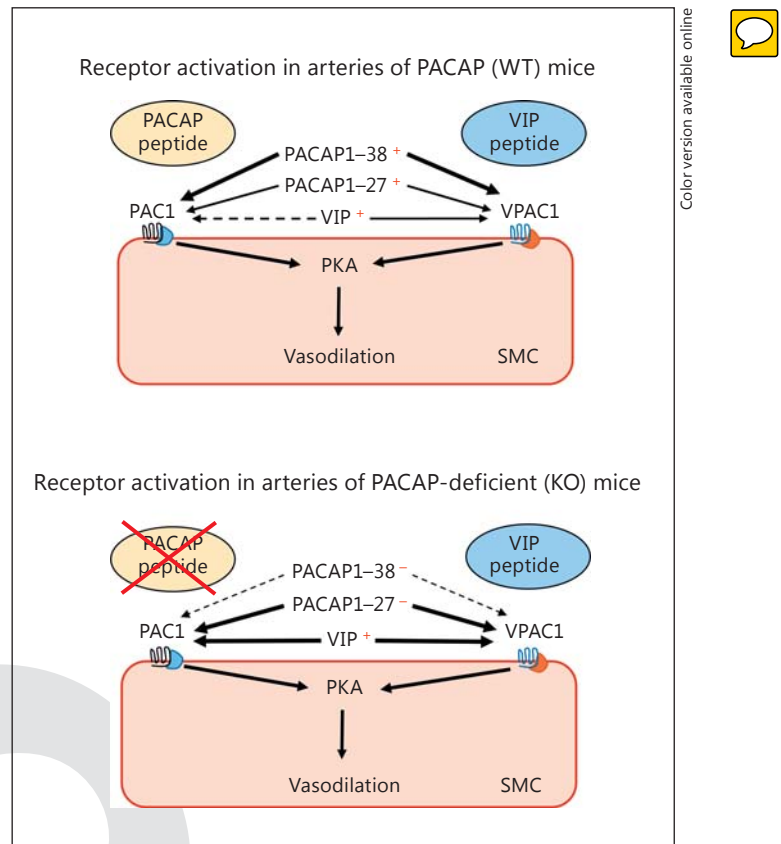 Receptor activation in arteries of PACAP (WT) mice
PACAP
peptide
VIP
peptide
PACAP1–38 +
PACAP1–27 +
PAC1
VIP +
VPAC1
PKA
Vasodilation
SMC
Receptor activation in arteries of PACAP-deficient (KO) mice
PACAP
peptide
VIP
peptide
PACAP1–38 –
PACAP1–27 –
PAC1
VIP +
VPAC1
PKA
Vasodilation
SMC
Color version available online